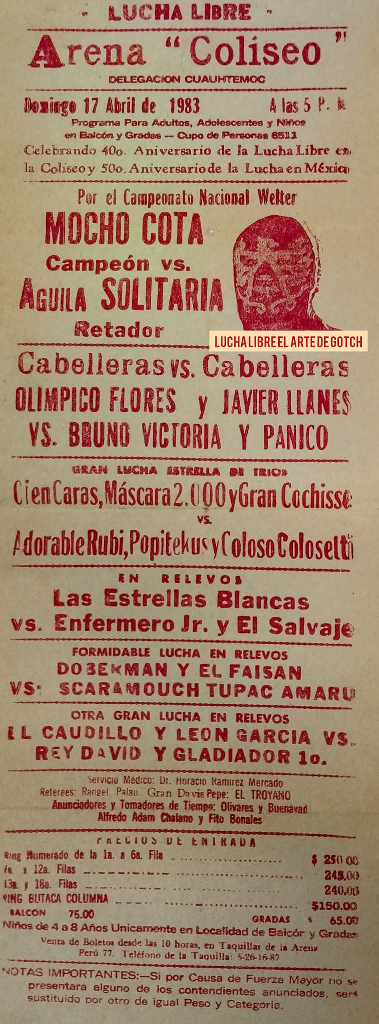 - LUCHA LIBRE -
Arena "Coliseo"
DELEGACION CUAUHTEMOC
Domingo 17 Abril de 1983 A las 5 P. M
Programa Para Adultos, Adolescentes y Niños
en Balcón y Gradas — Cupo de Personas 6511
Celebrando 40o. Aniversario de la Lucha Libre en
la Coliseo y 50o. Aniversario de la Lucha en México
Por el Campeonato Nacional Welter
MOCHO COTA
Campeón vs.
AGUILA SOLITARIA
Retador
LUCHA LIBRE EL ARTE DE GOTCH
Cabelleras vs. Cabelleras
OLIMPICO FLORES y JAVIER LLANES
VS. BRUNO VICTORIA Y PANICO
GRAN LUCHA ESTRELLA DE TRIOS
Cien Caras, Máscara 2.000 y Gran Cochisse
vs.
Adorable Rubi, Popitekus y Coloso Colosetti
EN RELEVOS
Las Estrellas Blancas
vs. Enfermero Jr. y El Salvaje
FORMIDABLE LUCHA EN RELEVOS
DOBERMAN Y EL FAISAN
VS: SCARAMOUCH TUPAC AMARU
OTRA GRAN LUCHA EN RELEVOS
EL CAUDILLO Y LEON GARCIA VS.
REY DAVID Y GLADIADOR 1o.
Servicio Médico: Dr. Horacio Ramirez Mercado
Referees: Rangel, Palau, Gran Davis Pepe; EL TROYANO
Anunciadores y Tomadores de Tiempo: Olivares y Buenavad
Alfredo Adam Chalano y Fito Bonales
PRECIOS DE ENTRADA
Ring Numerado de la 1a. a 6a. Fila .......... $ 250.00
7a. a 12a. Filas .......... 245.00
13a. y 18a. Filas .......... 240.00
RING BUTACA COLUMNA .......... $150.00
BALCON 75.00 GRADAS $ 65.00
Niños de 4 a 8 Años Unicamente en Localidad de Balcór y Gradas
Venta de Boletos desde las 10 horas, en Taquillas de la Arena
Perú 77. Teléfono de la Taquilla: 5-26-16-87
NOTAS IMPORTANTES:—Si por Causa de Fuerza Mayor no se
presentara alguno de los contendientes anunciados, será
sustituido por otro de igual Peso y Categoría.